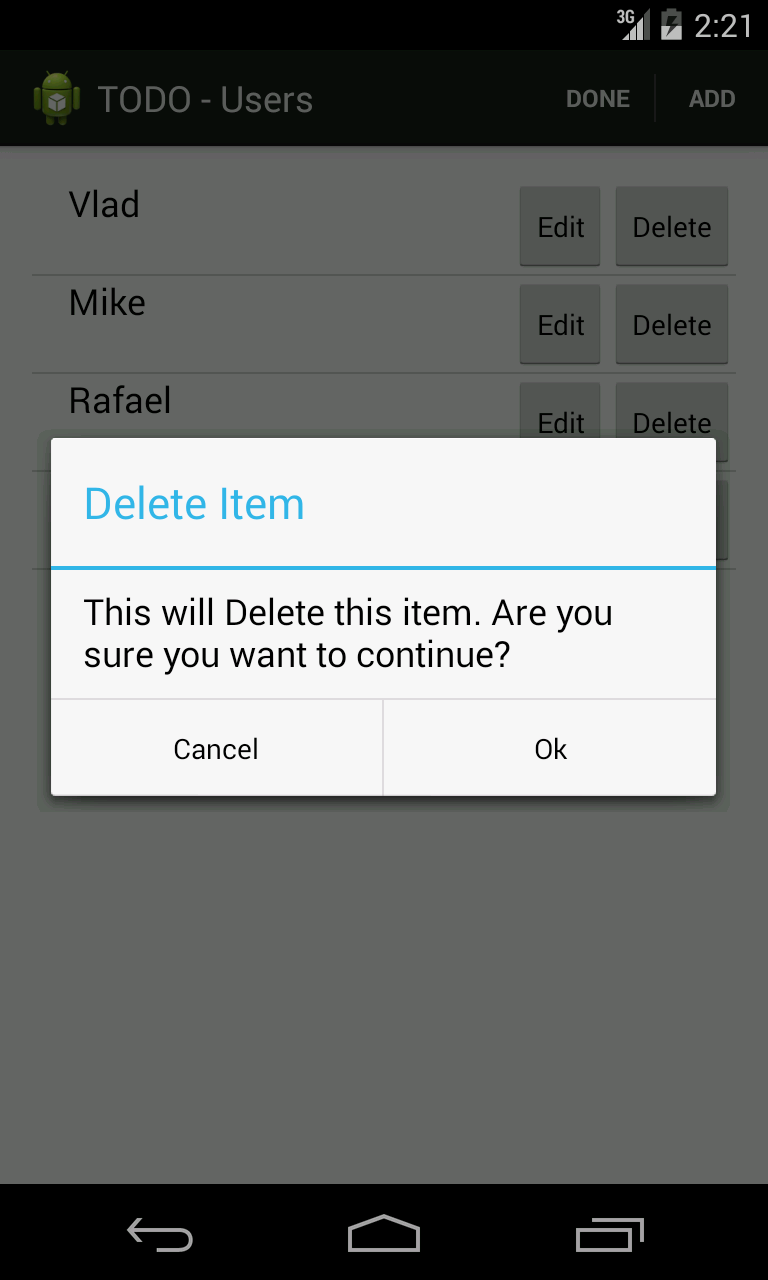 3G 2:21
TODO - Users DONE ADD
Vlad Edit Delete
Mike Edit Delete
Rafael Edit Delete
Delete Item
This will Delete this item. Are you
sure you want to continue?
Cancel Ok